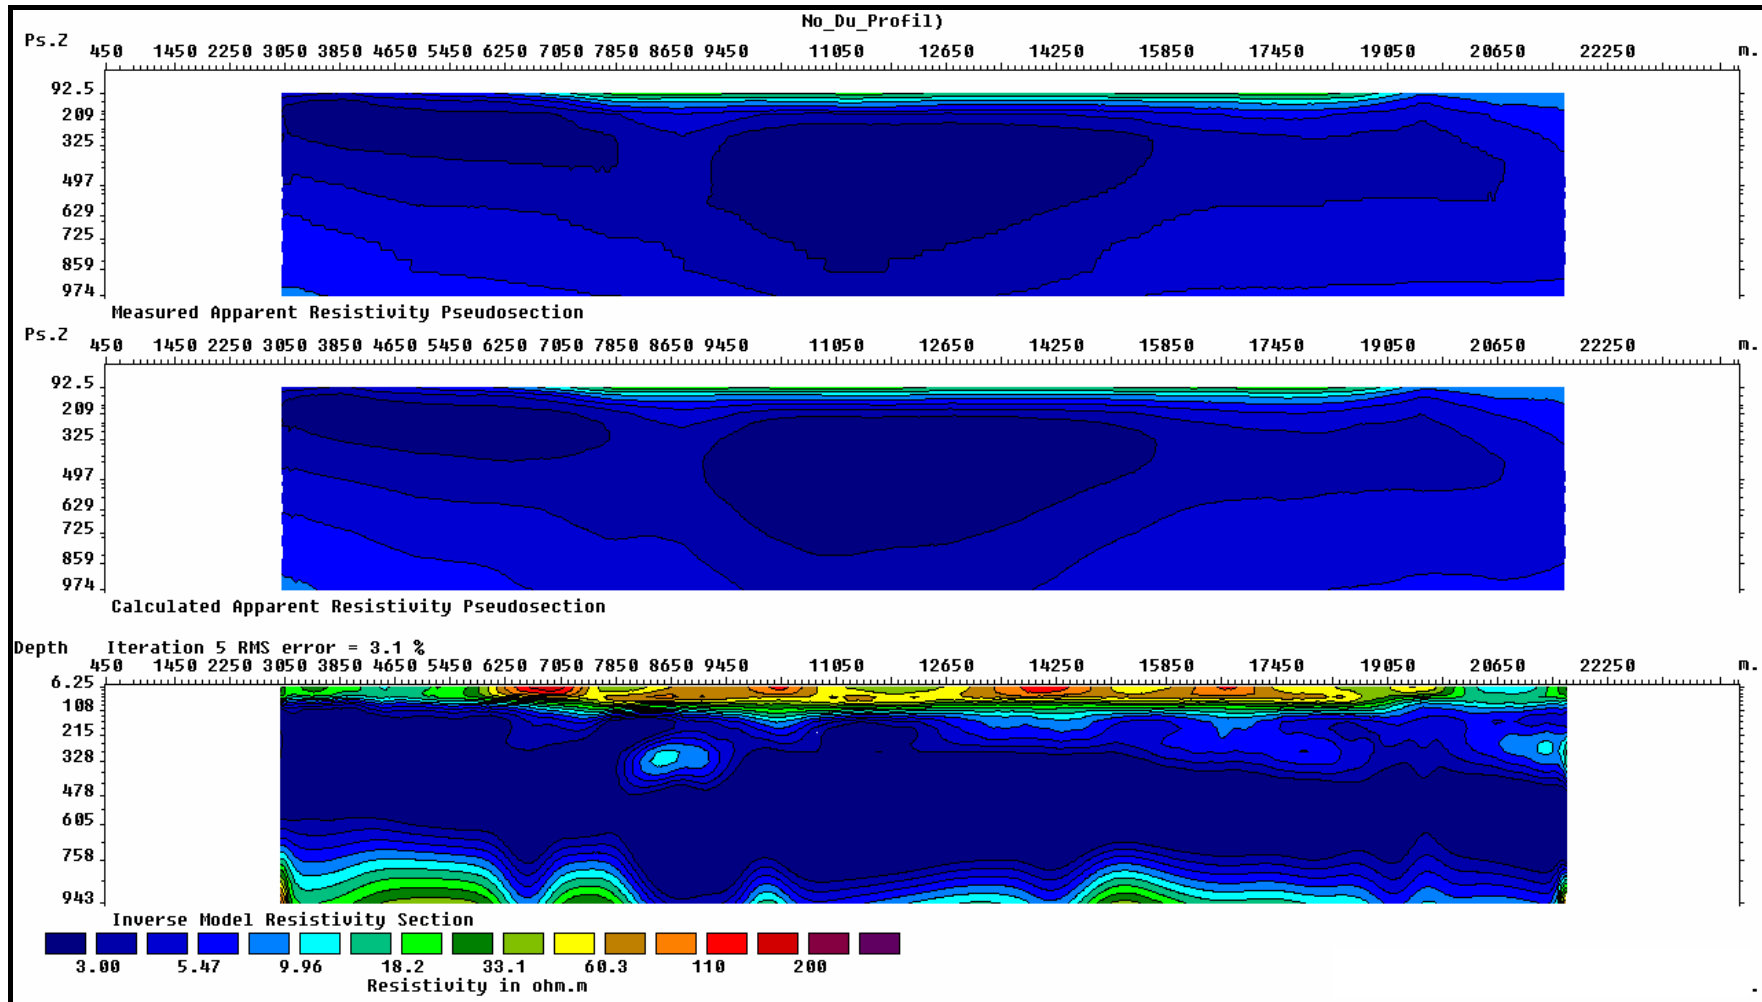 No_Du_Profil)
Ps.Z 450 1450 2250 3050 3850 4650 5450 6250 7050 7850 8650 9450 11050 12650 14250 15850 17450 19050 20650 22250 m.
92.5
209
325
497
629
725
859
974
Measured Apparent Resistivity Pseudosection
Ps.Z 450 1450 2250 3050 3850 4650 5450 6250 7050 7850 8650 9450 11050 12650 14250 15850 17450 19050 20650 22250 m.
92.5
209
325
497
629
725
859
974
Calculated Apparent Resistivity Pseudosection
Depth Iteration 5 RMS error = 3.1 %
450 1450 2250 3050 3850 4650 5450 6250 7050 7850 8650 9450 11050 12650 14250 15850 17450 19050 20650 22250 m.
6.25
108
215
328
478
605
758
943
Inverse Model Resistivity Section
3.00 5.47 9.96 18.2 33.1 60.3 110 200
Resistivity in ohm.m